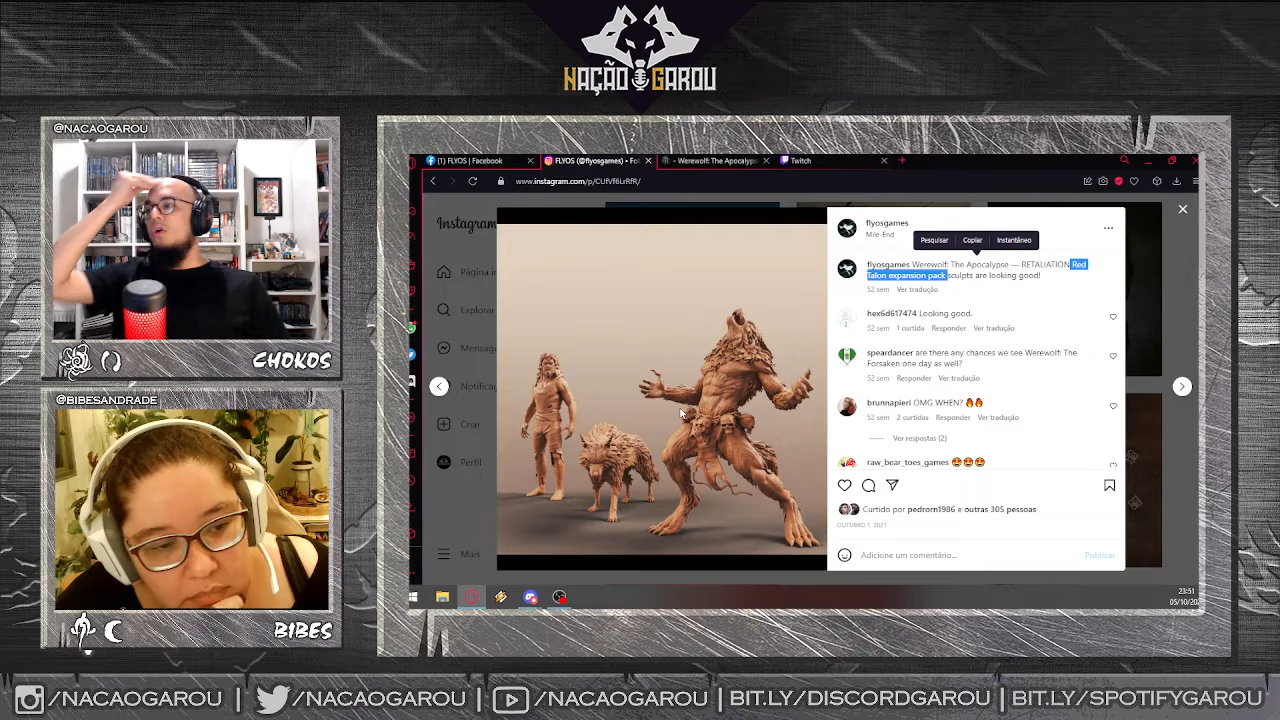 NAÇÃO GAROU
@NACAOGAROU
CHOKOS
@BIBESANDRADE
BIBES
(1) FLYOS | Facebook
FLYOS (@flyosgames) • Fo
- Werewolf: The Apocalyps
Twitch
www.instagram.com/p/CUfVf6LrRfR/
Instagram
Página in
Explorar
Mensage
Notificaç
Criar
Perfil
Mais
flyosgames
Mile-End
Pesquisar
Copiar
Instantâneo
flyosgames Werewolf: The Apocalypse — RETALIATION Red
Talon expansion pack sculpts are looking good!
52 sem Ver tradução
hex6d617474 Looking good.
52 sem 1 curtida Responder Ver tradução
speardancer are there any chances we see Werewolf: The
Forsaken one day as well?
52 sem Responder Ver tradução
brunnapieri OMG WHEN? 🔥🔥
52 sem 2 curtidas Responder Ver tradução
Ver respostas (2)
raw_bear_toes_games 🤩🤩🤩
Curtido por pedrorn1986 e outras 305 pessoas
OUTUBRO 1, 2021
Adicione um comentário...
Publicar
23:51
05/10/20
/NACAOGAROU | /NACAOGAROU | /NACAOGAROU | BIT.LY/DISCORDGAROU | BIT.LY/SPOTIFYGAROU